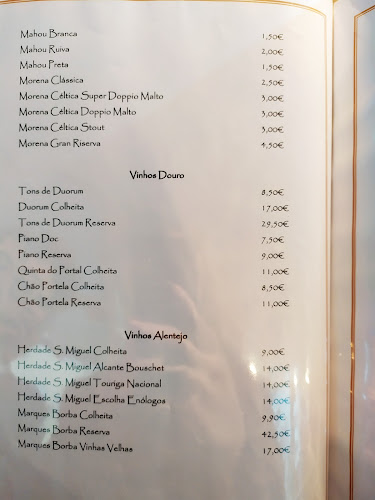 Mahou Branca 1,50€
Mahou Ruiva 2,00€
Mahou Preta 1,50€
Morena Clássica 2,50€
Morena Céltica Super Doppio Malto 3,00€
Morena Céltica Doppio Malto 3,00€
Morena Céltica Stout 3,00€
Morena Gran Riserva 4,50€
Vinhos Douro
Tons de Duorum 8,50€
Duorum Colheita 17,00€
Tons de Duorum Reserva 29,50€
Piano Doc 7,50€
Piano Reserva 9,00€
Quinta do Portal Colheita 11,00€
Chão Portela Colheita 8,50€
Chão Portela Reserva 11,00€
Vinhos Alentejo
Herdade S. Miguel Colheita 9,00€
Herdade S. Miguel Alcante Bouschet 14,00€
Herdade S. Miguel Touriga Nacional 14,00€
Herdade S. Miguel Escolha Enólogos 14,00€
Marques Borba Colheita 9,90€
Marques Borba Reserva 42,50€
Marques Borba Vinhas Velhas 17,00€